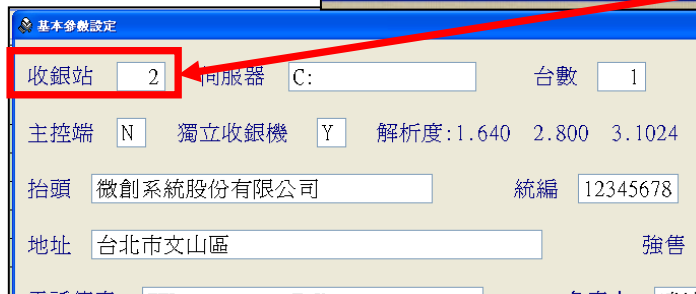 基本參數設定
收銀站 2 伺服器 C: 台數 1
主控端 N 獨立收銀機 Y 解析度:1.640 2.800 3.1024
抬頭 微創系統股份有限公司 統編 12345678
地址 台北市文山區 強售